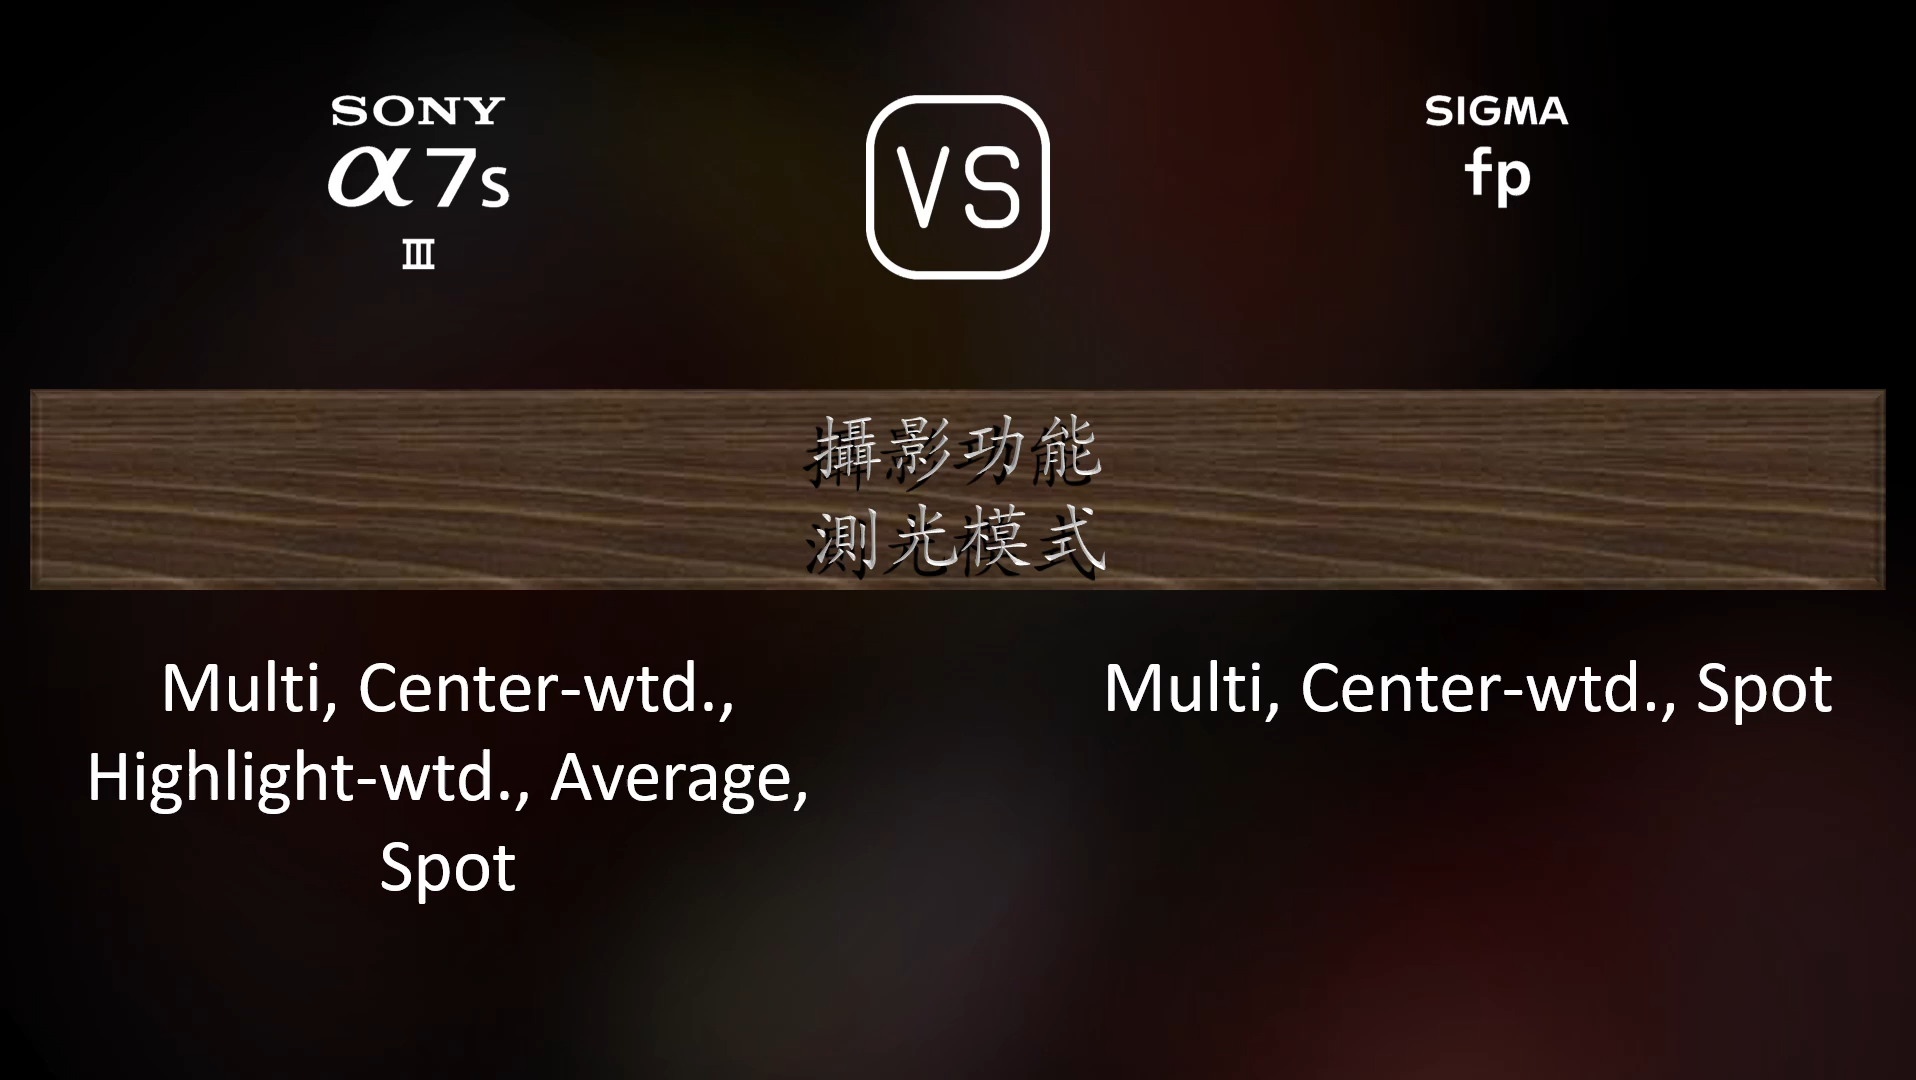 SONY
α7s
III
VS
SIGMA
fp
攝影功能
測光模式
Multi, Center-wtd.,
Highlight-wtd., Average,
Spot
Multi, Center-wtd., Spot